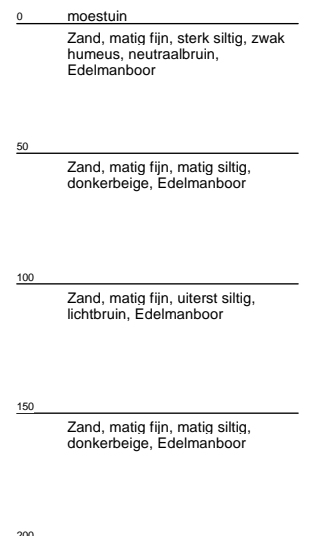 0 moestuin
Zand, matig fijn, sterk siltig, zwak
humeus, neutraalbruin,
Edelmanboor
50
Zand, matig fijn, matig siltig,
donkerbeige, Edelmanboor
100
Zand, matig fijn, uiterst siltig,
lichtbruin, Edelmanboor
150
Zand, matig fijn, matig siltig,
donkerbeige, Edelmanboor
200